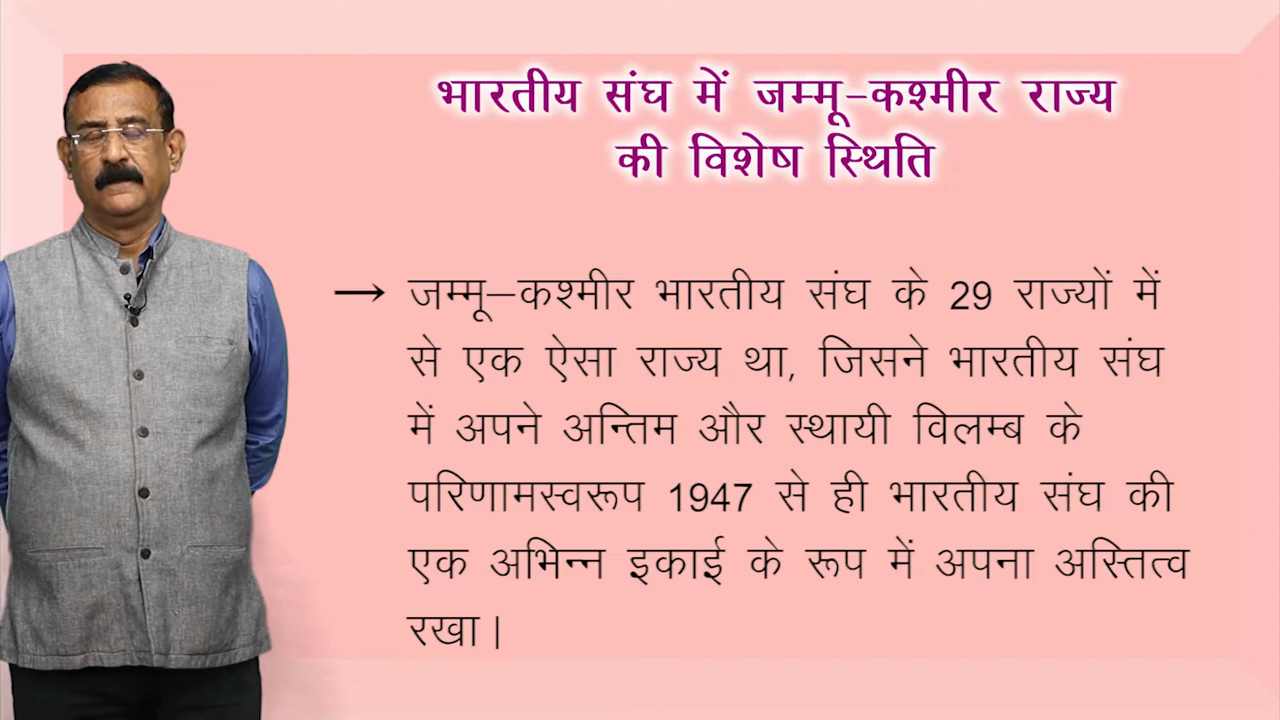 भारतीय संघ में जम्मू-कश्मीर राज्य
की विशेष स्थिति
→ जम्मू–कश्मीर भारतीय संघ के 29 राज्यों में
से एक ऐसा राज्य था, जिसने भारतीय संघ
में अपने अन्तिम और स्थायी विलम्ब के
परिणामस्वरूप 1947 से ही भारतीय संघ की
एक अभिन्न इकाई के रूप में अपना अस्तित्व
रखा।